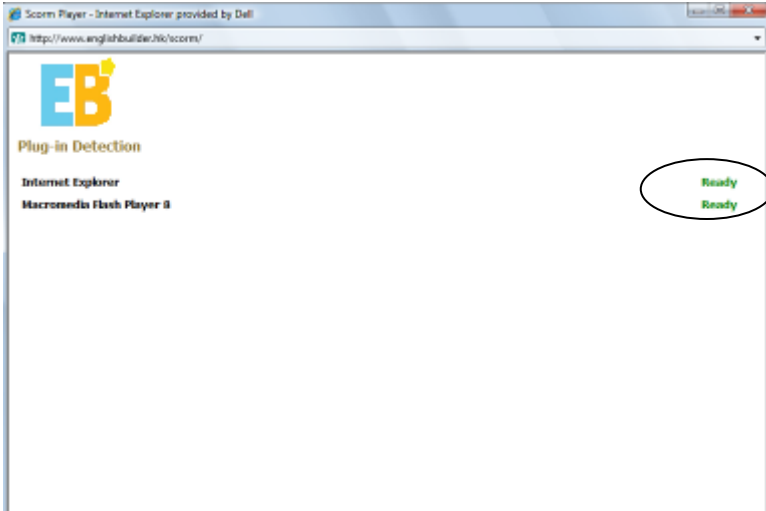 Scorm Player - Internet Explorer provided by Dell
http://www.englishbuilder.hk/scorm/
EB
Plug-in Detection
Internet Explorer Ready
Macromedia Flash Player 8 Ready